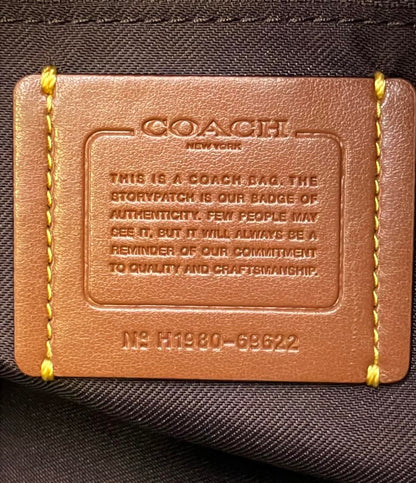 COACH
NEW YORK
THIS IS A COACH BAG. THE
STORYPATCH IS OUR BADGE OF
AUTHENTICITY. FEW PEOPLE MAY
SEE IT, BUT IT WILL ALWAYS BE A
REMINDER OF OUR COMMITMENT
TO QUALITY AND CRAFTSMANSHIP.
Nº H1980-69622